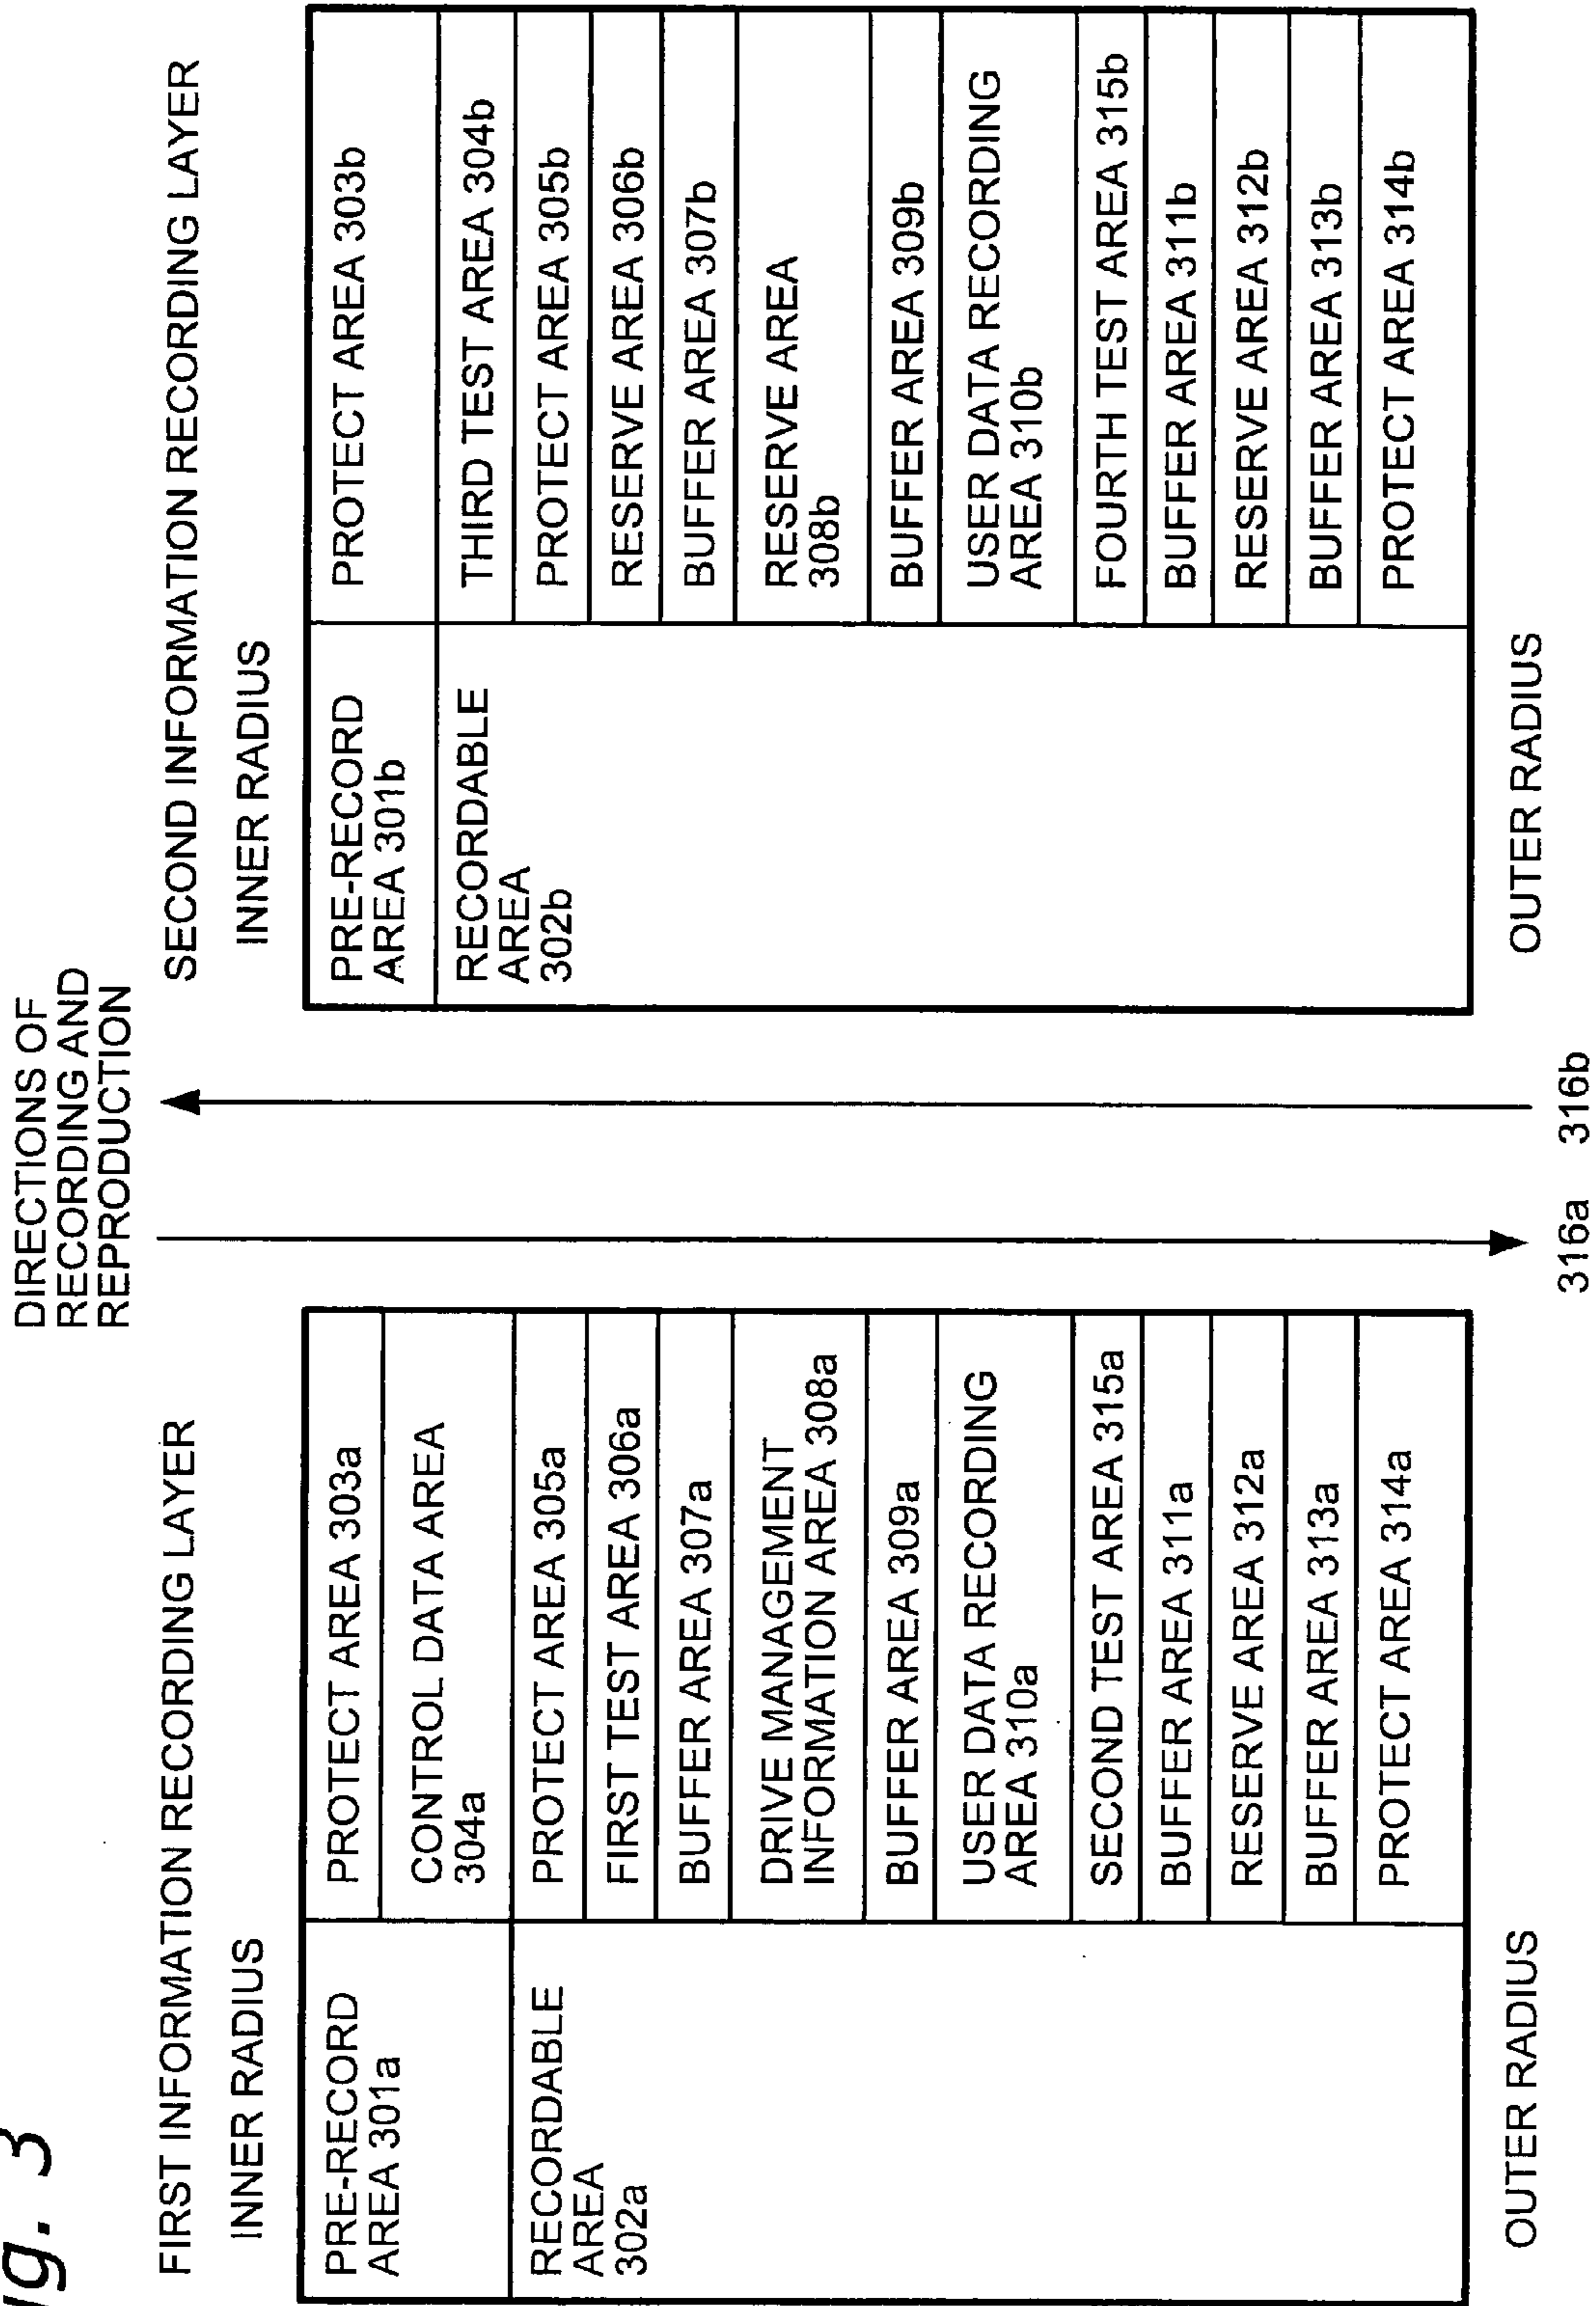 Fig. 3
FIRST INFORMATION RECORDING LAYER
INNER RADIUS
PRE-RECORD
AREA 301a
RECORDABLE
AREA
302a
PROTECT AREA 303a
CONTROL DATA AREA
304a
PROTECT AREA 305a
FIRST TEST AREA 306a
BUFFER AREA 307a
DRIVE MANAGEMENT
INFORMATION AREA 308a
BUFFER AREA 309a
USER DATA RECORDING
AREA 310a
SECOND TEST AREA 315a
BUFFER AREA 311a
RESERVE AREA 312a
BUFFER AREA 313a
PROTECT AREA 314a
OUTER RADIUS
DIRECTIONS OF
RECORDING AND
REPRODUCTION
316a
316b
SECOND INFORMATION RECORDING LAYER
INNER RADIUS
PRE-RECORD
AREA 301b
RECORDABLE
AREA
302b
PROTECT AREA 303b
THIRD TEST AREA 304b
PROTECT AREA 305b
RESERVE AREA 306b
BUFFER AREA 307b
RESERVE AREA
308b
BUFFER AREA 309b
USER DATA RECORDING
AREA 310b
FOURTH TEST AREA 315b
BUFFER AREA 311b
RESERVE AREA 312b
BUFFER AREA 313b
PROTECT AREA 314b
OUTER RADIUS